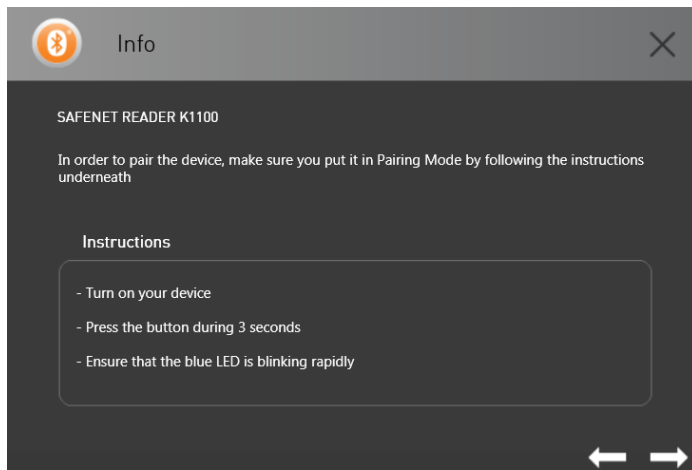 Info
SAFENET READER K1100
In order to pair the device, make sure you put it in Pairing Mode by following the instructions
underneath
Instructions
- Turn on your device
- Press the button during 3 seconds
- Ensure that the blue LED is blinking rapidly